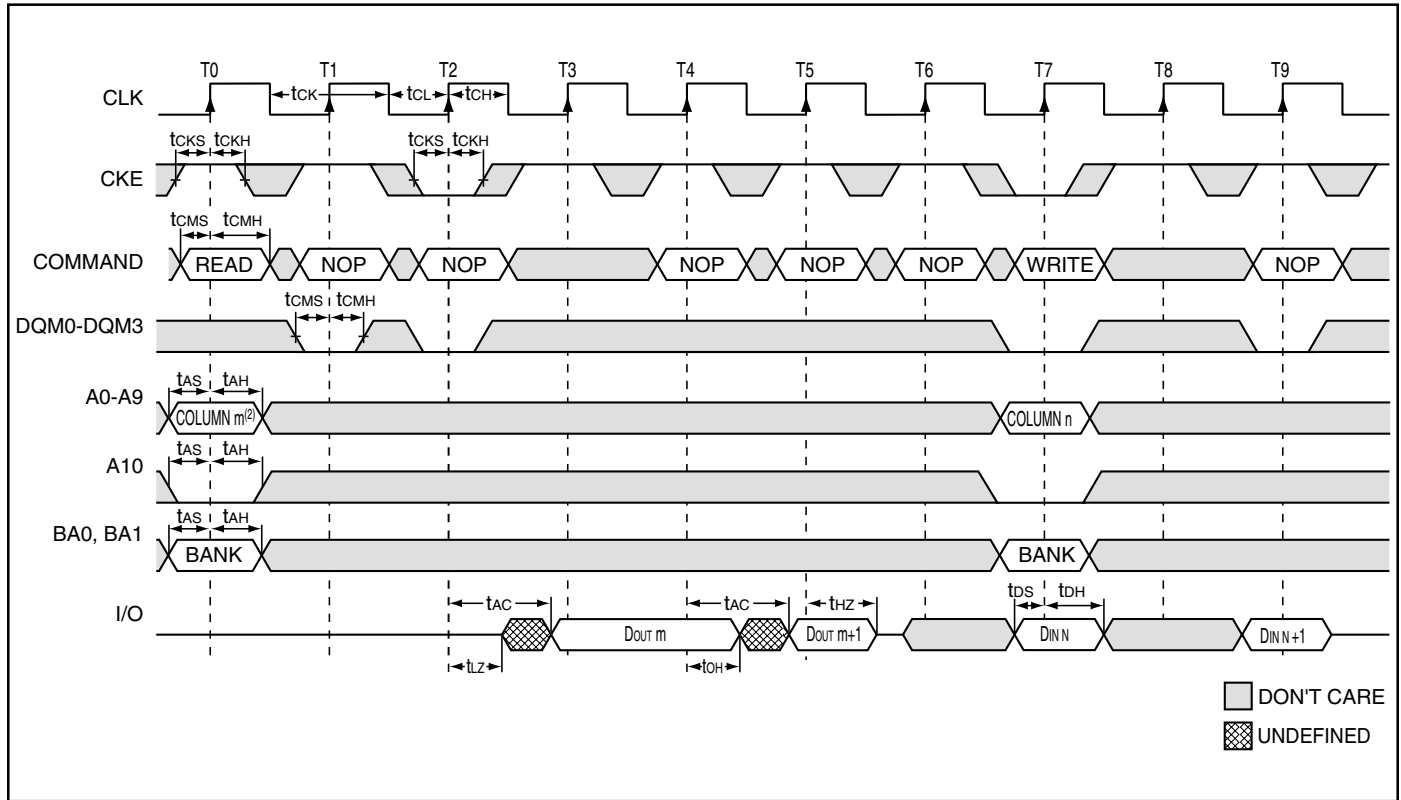 T0 T1 T2 T3 T4 T5 T6 T7 T8 T9
CLK tCK tCL tCH
tCKS tCKH tCKS tCKH
CKE
tCMS tCMH
COMMAND READ NOP NOP NOP NOP NOP WRITE NOP
tCMS tCMH
DQM0-DQM3
tAS tAH
A0-A9 COLUMN m(2) COLUMN n
tAS tAH
A10
tAS tAH
BA0, BA1 BANK BANK
tAC tAC tHZ tDS tDH
I/O DOUT m DOUT m+1 DIN N DIN N+1
tLZ tOH
DON'T CARE
UNDEFINED